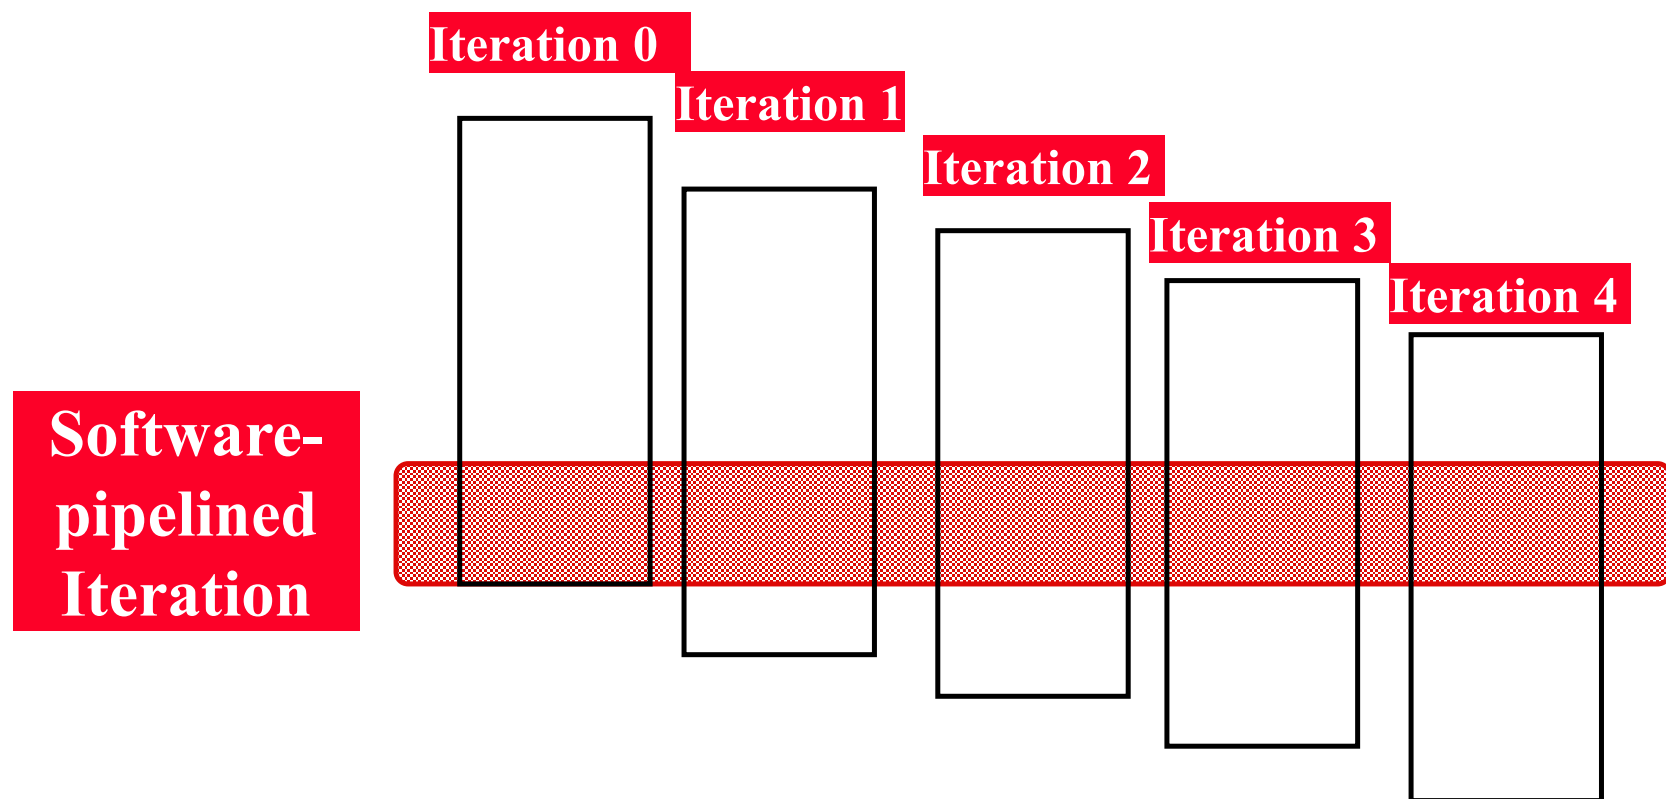 Iteration 0
Iteration 1
Iteration 2
Iteration 3
Iteration 4
Software-
pipelined
Iteration